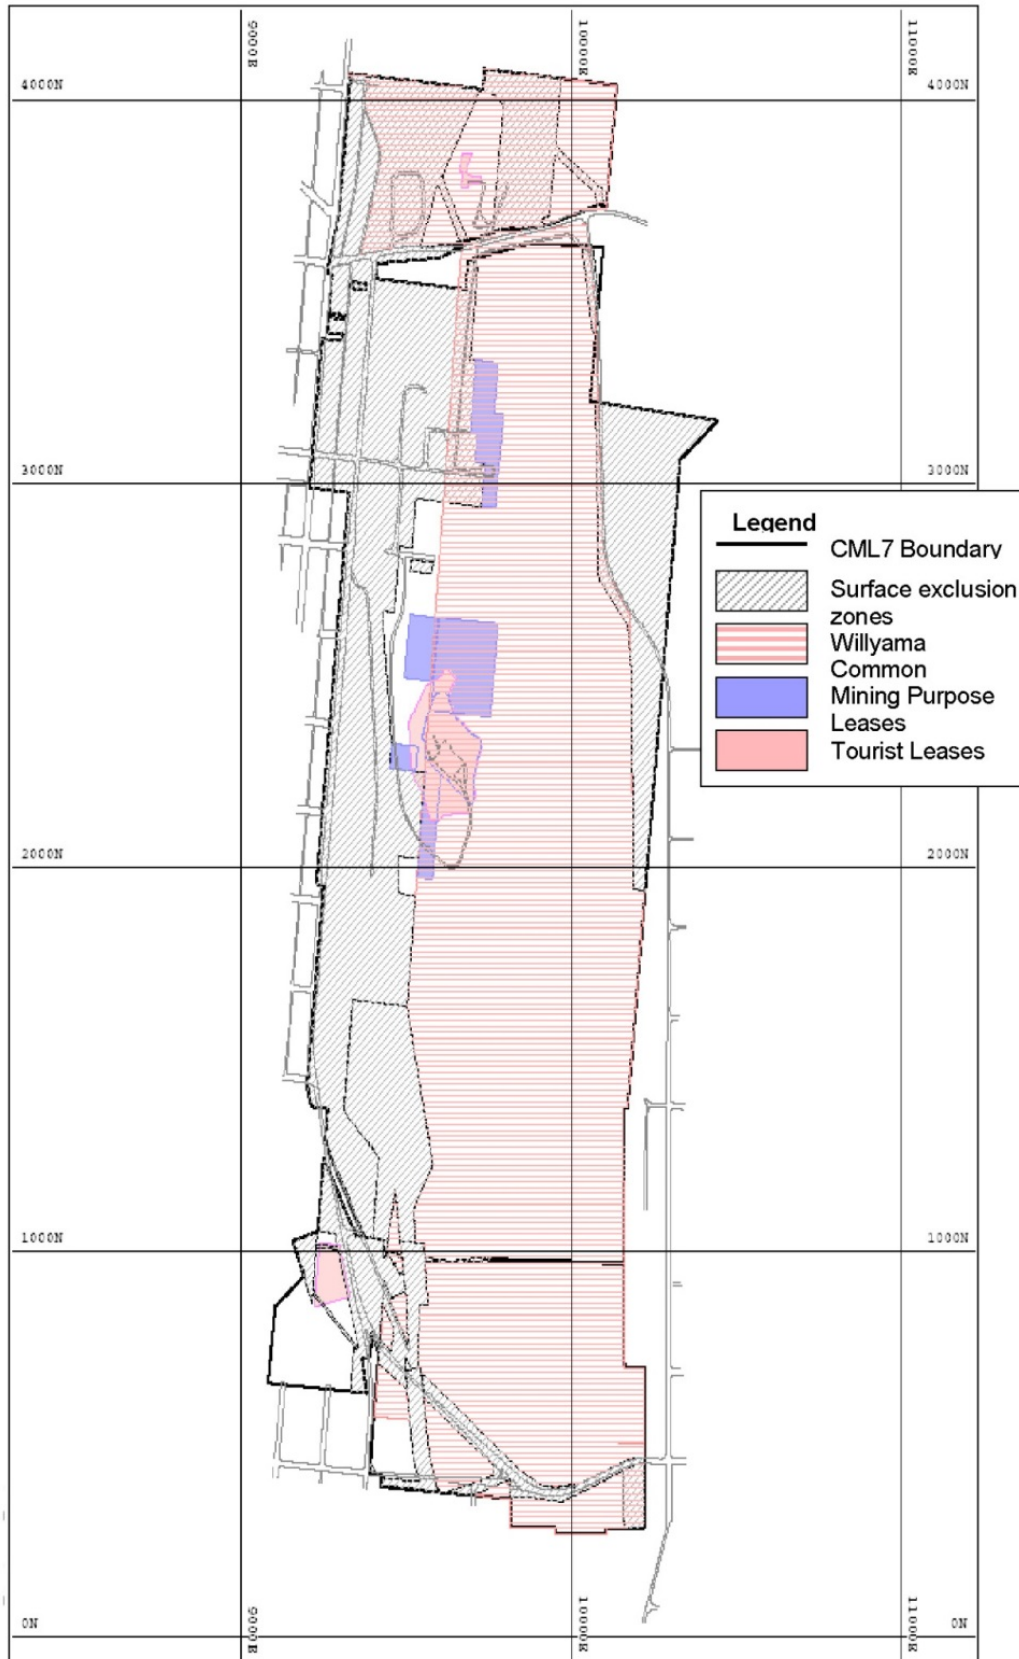 9000E
10000E
11000E
4000N
4000N
3000N
3000N
Legend
CML7 Boundary
Surface exclusion
zones
Willyama
Common
Mining Purpose
Leases
Tourist Leases
2000N
2000N
1000N
1000N
0N
9000E
10000E
11000E
0N